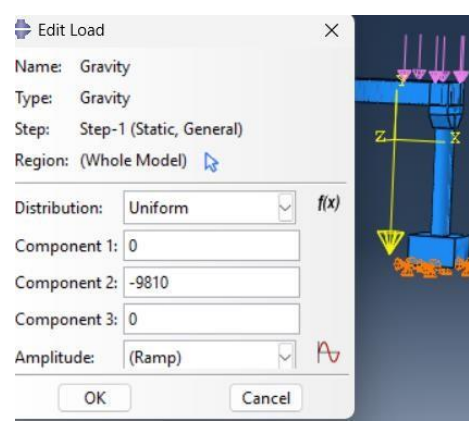 Edit Load
Name: Gravity
Type: Gravity
Step: Step-1 (Static, General)
Region: (Whole Model)
Distribution: Uniform f(x)
Component 1: 0
Component 2: -9810
Component 3: 0
Amplitude: (Ramp)
OK Cancel
Y
Z X